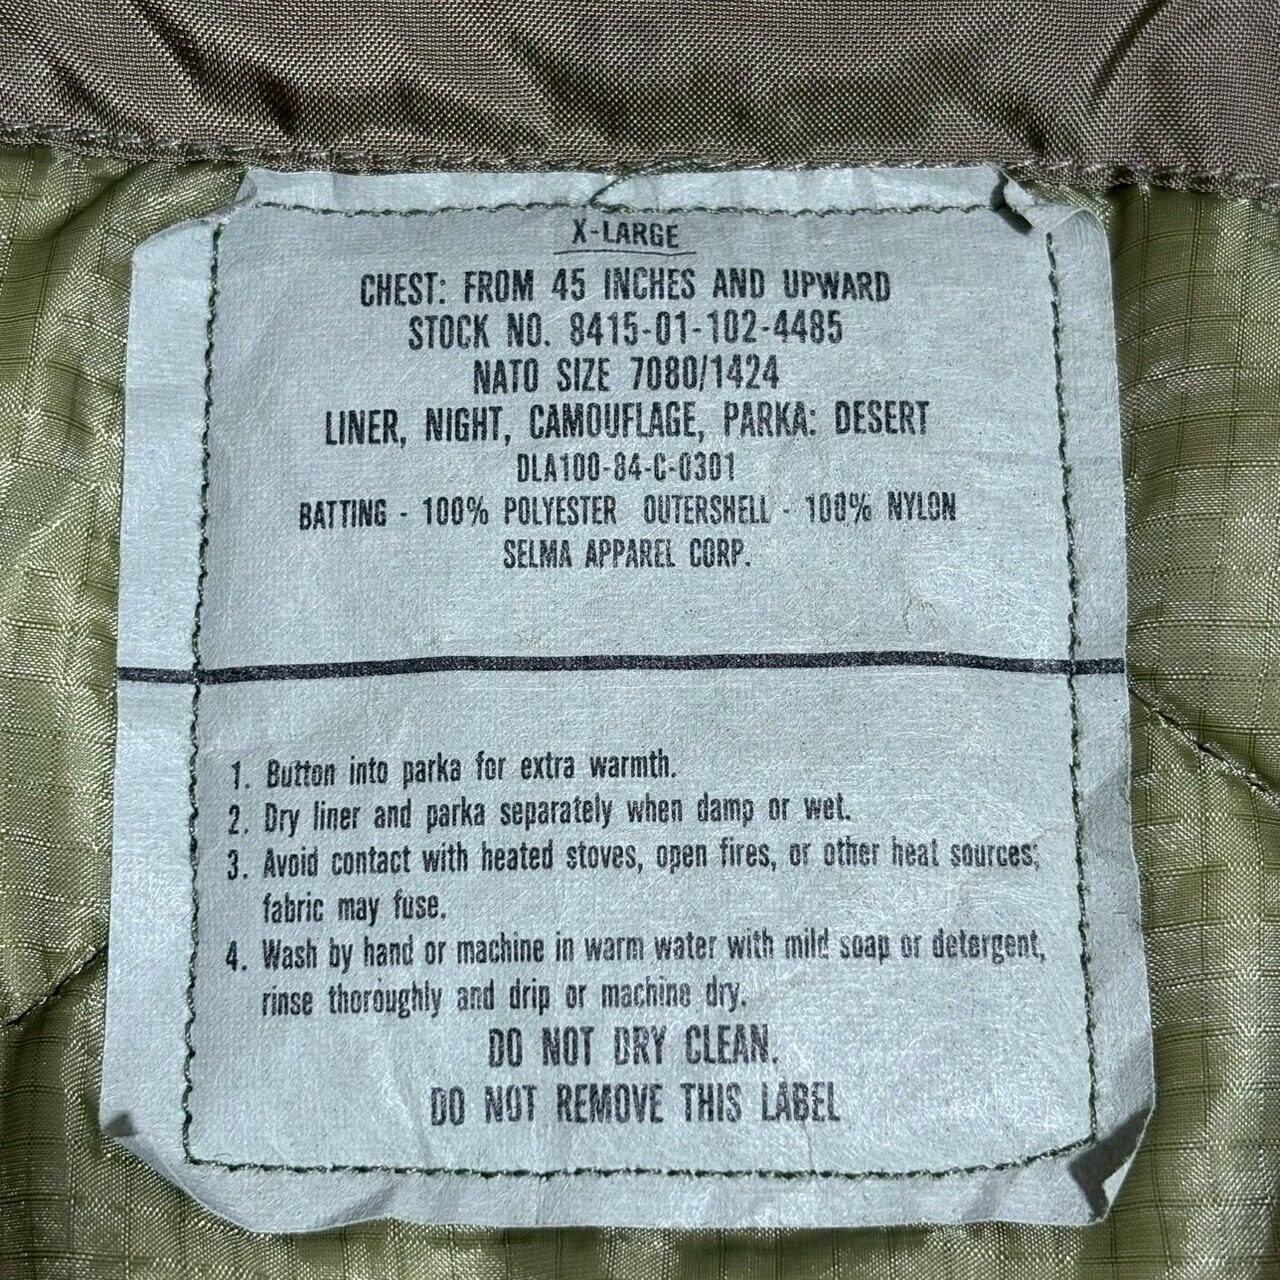 X-LARGE
CHEST: FROM 45 INCHES AND UPWARD
STOCK NO. 8415-01-102-4485
NATO SIZE 7080/1424
LINER, NIGHT, CAMOUFLAGE, PARKA: DESERT
DLA100-84-C-0301
BATTING - 100% POLYESTER OUTERSHELL - 100% NYLON
SELMA APPAREL CORP.
1. Button into parka for extra warmth.
2. Dry liner and parka separately when damp or wet.
3. Avoid contact with heated stoves, open fires, or other heat sources;
fabric may fuse.
4. Wash by hand or machine in warm water with mild soap or detergent,
rinse thoroughly and drip or machine dry.
DO NOT DRY CLEAN.
DO NOT REMOVE THIS LABEL